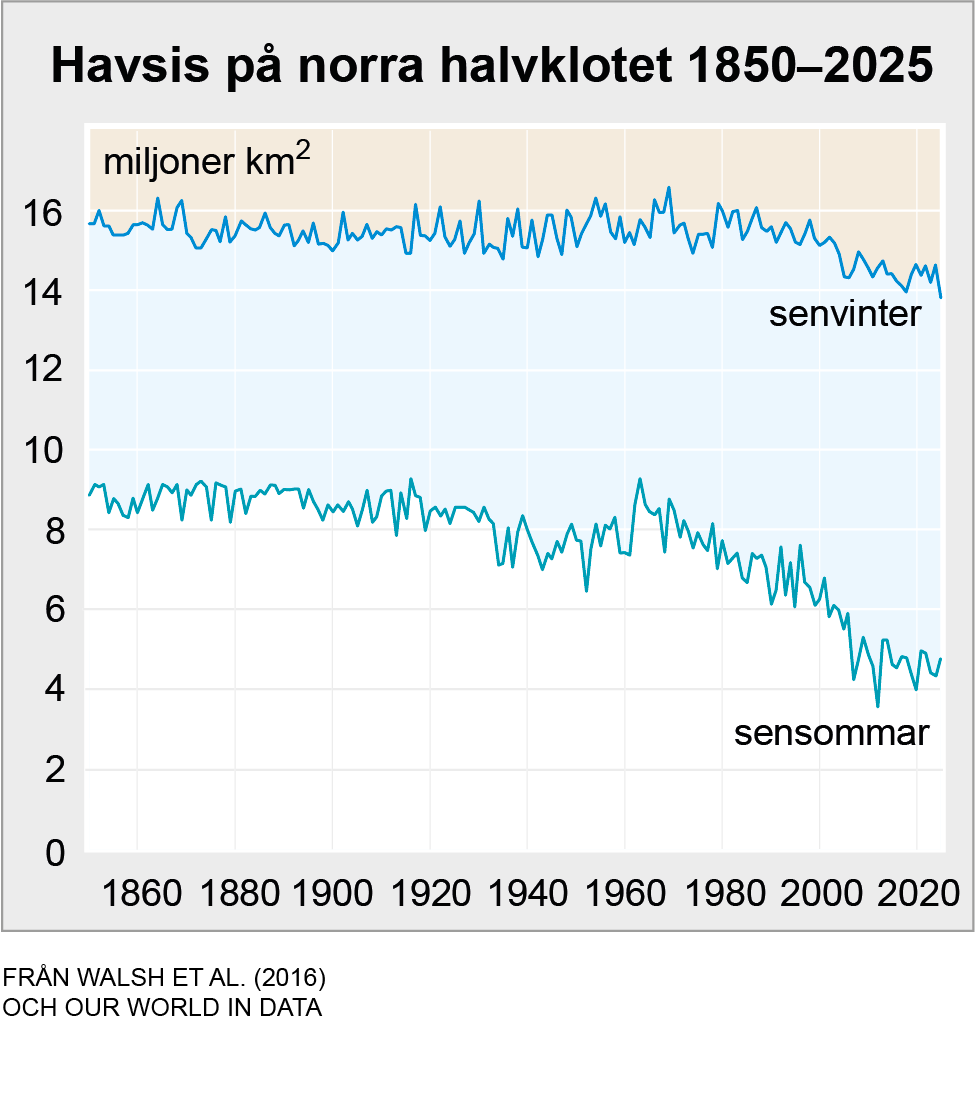 Havsis på norra halvklotet 1850–2025
miljoner km²
16
14
senvinter
12
10
8
6
4
sensommar
2
0
1860 1880 1900 1920 1940 1960 1980 2000 2020
FRÅN WALSH ET AL. (2016)
OCH OUR WORLD IN DATA